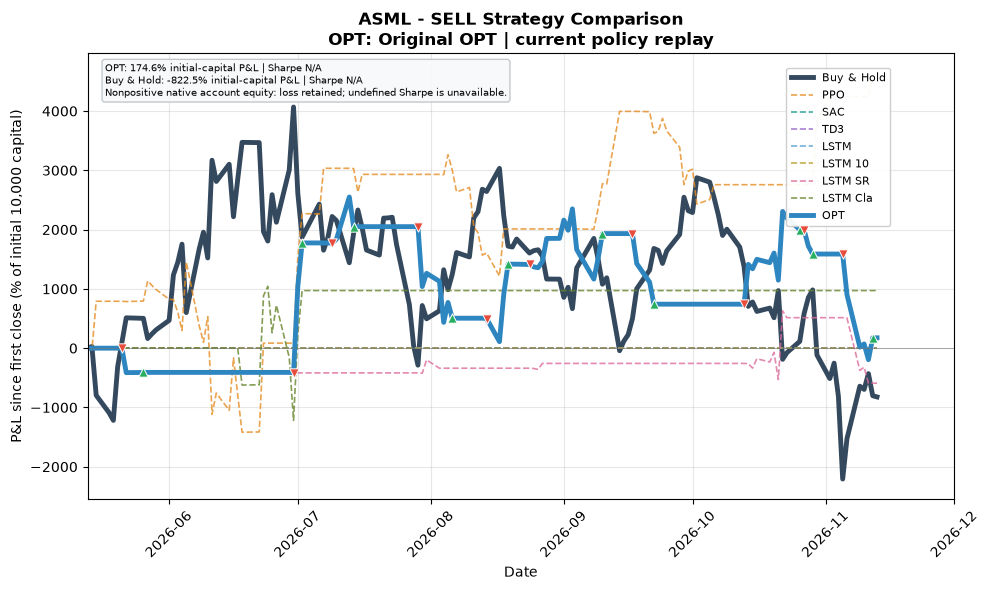 ASML - SELL Strategy Comparison
OPT: Original OPT | current policy replay
OPT: 174.6% initial-capital P&L | Sharpe N/A
Buy & Hold: -822.5% initial-capital P&L | Sharpe N/A
Nonpositive native account equity: loss retained; undefined Sharpe is unavailable.
Buy & Hold
PPO
SAC
TD3
LSTM
LSTM 10
LSTM SR
LSTM Cla
OPT
P&L since first close (% of initial 10,000 capital)
4000
3000
2000
1000
0
−1000
−2000
2026-06
2026-07
2026-08
2026-09
2026-10
2026-11
2026-12
Date